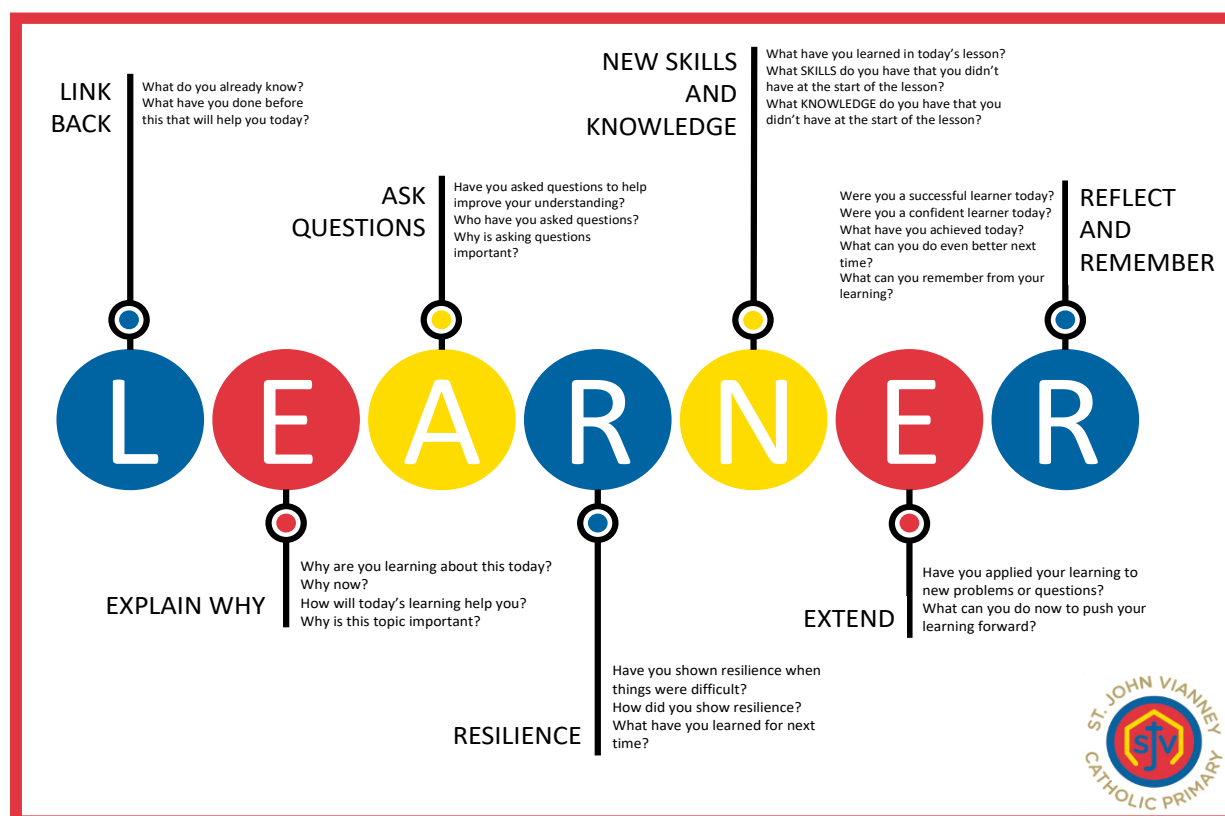 LINK
BACK
What do you already know?
What have you done before
this that will help you today?
ASK
QUESTIONS
Have you asked questions to help
improve your understanding?
Who have you asked questions?
Why is asking questions
important?
NEW SKILLS
AND
KNOWLEDGE
What have you learned in today's lesson?
What SKILLS do you have that you didn't
have at the start of the lesson?
What KNOWLEDGE do you have that you
didn't have at the start of the lesson?
Were you a successful learner today?
Were you a confident learner today?
What have you achieved today?
What can you do even better next
time?
What can you remember from your
learning?
REFLECT
AND
REMEMBER
L E A R N E R
EXPLAIN WHY
Why are you learning about this today?
Why now?
How will today's learning help you?
Why is this topic important?
RESILIENCE
Have you shown resilience when
things were difficult?
How did you show resilience?
What have you learned for next
time?
EXTEND
Have you applied your learning to
new problems or questions?
What can you do now to push your
learning forward?
ST. JOHN VIANNEY
SJV
CATHOLIC PRIMARY